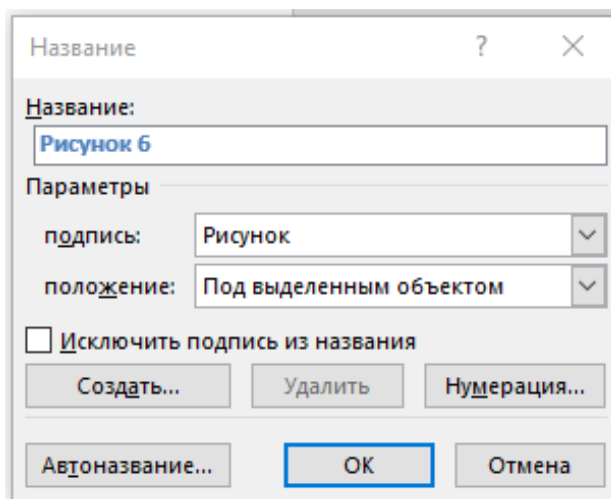 Название ?
Название:
Рисунок 6
Параметры
подпись: Рисунок
положение: Под выделенным объектом
Исключить подпись из названия
Создать... Удалить Нумерация...
Автоназвание... ОК Отмена